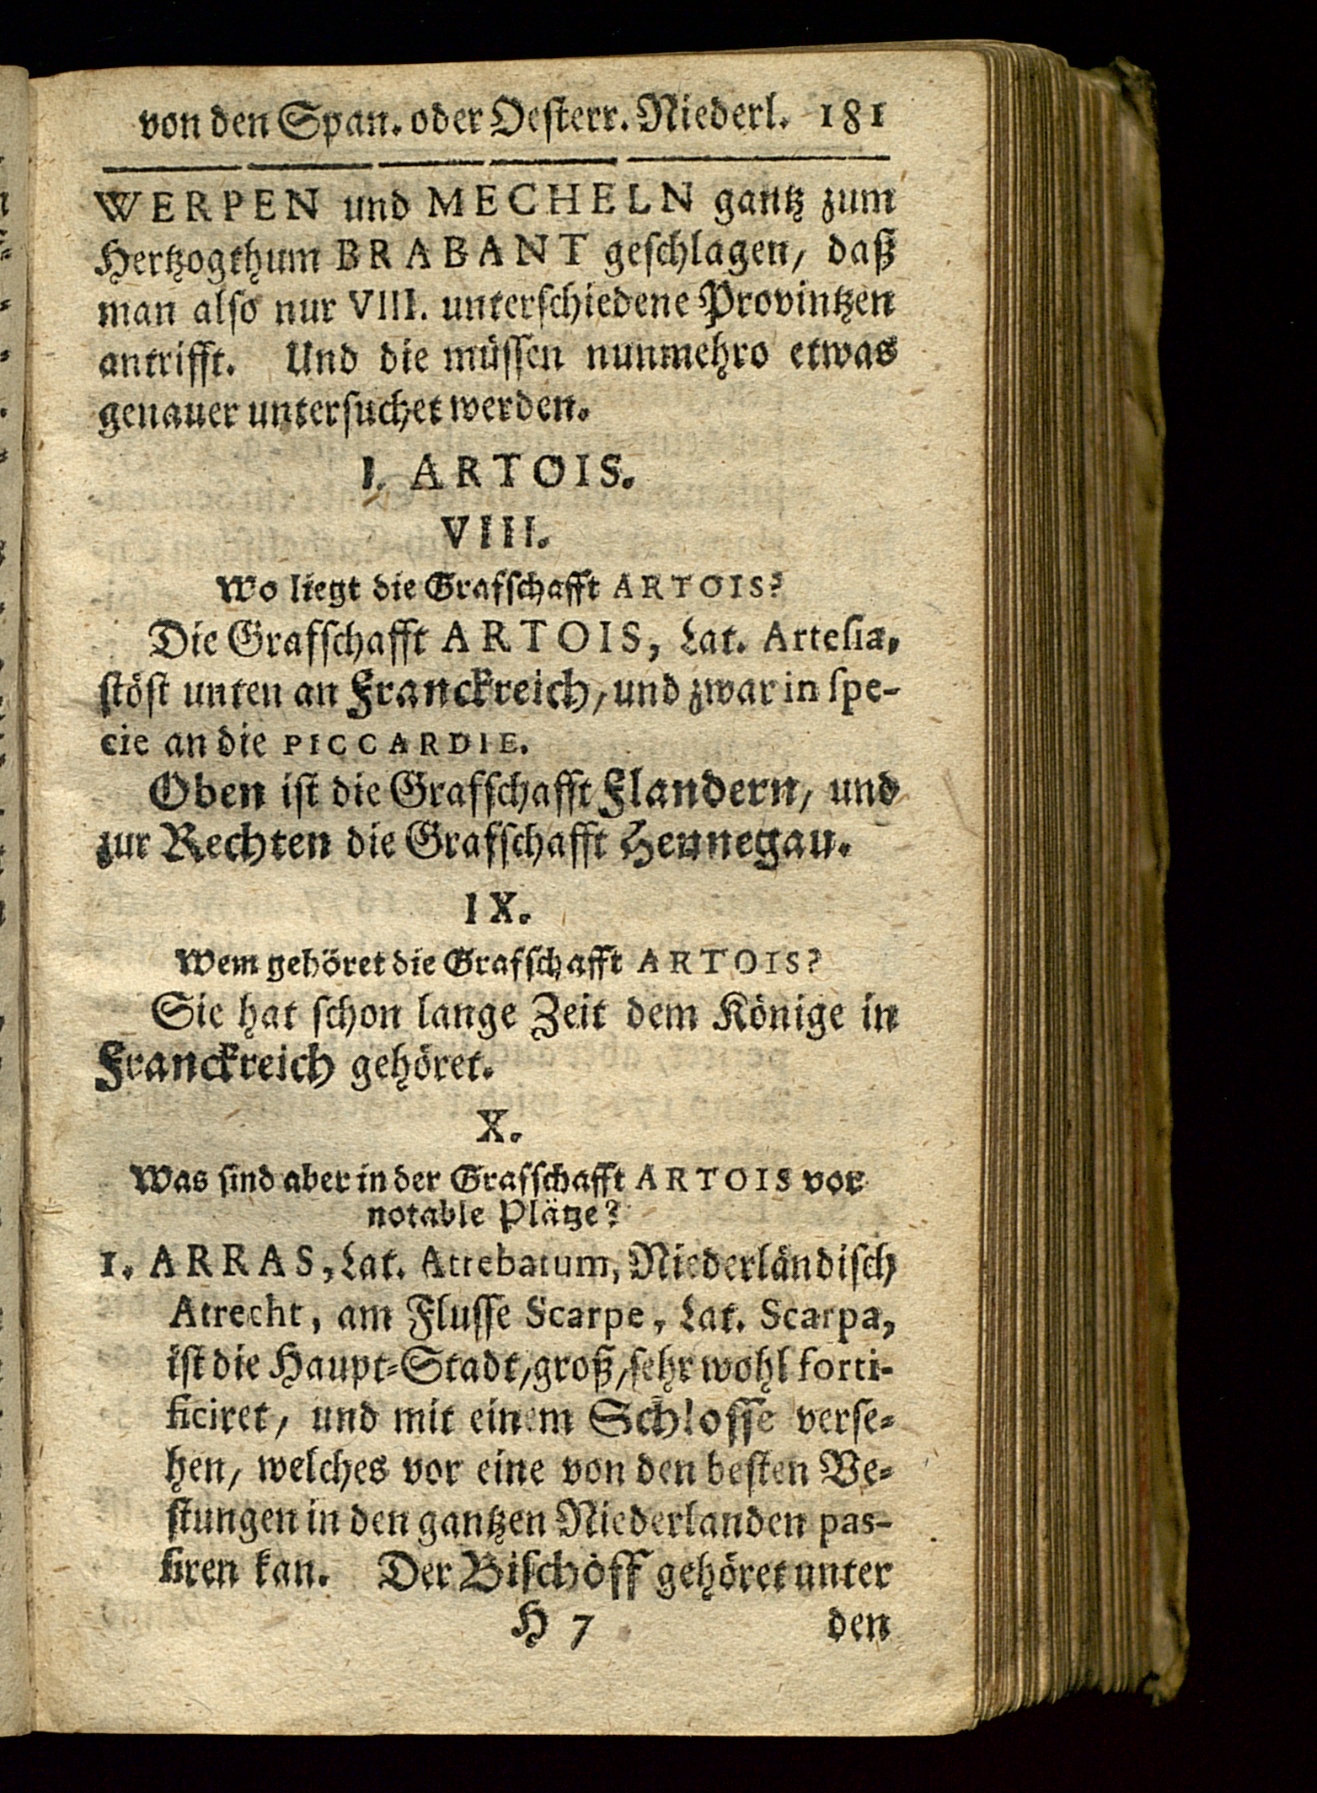 von den Span. oder Oesterr. Niederl. 181
WERPEN und MECHELN gantz zum
Hertzogthum BRABANT geschlagen, daß
man also nur VIII. unterschiedene Provintzen
antrifft. Und die müssen nunmehro etwas
genauer untersuchet werden.
I. ARTOIS.
VIII.
Wo liegt die Grafschafft ARTOIS?
Die Grafschafft ARTOIS, Lat. Artesia,
stöst unten an Franckreich, und zwar in spe-
cie an die PICCARDIE.
Oben ist die Grafschafft Flandern, und
zur Rechten die Grafschafft Hennegau.
IX.
Wem gehöret die Grafschafft ARTOIS?
Sie hat schon lange Zeit dem Könige in
Franckreich gehöret.
X.
Was sind aber in der Grafschafft ARTOIS vor
notable Plätze?
1. ARRAS, Lat. Attrebatum, Niederländisch
Atrecht, am Flusse Scarpe, Lat. Scarpa,
ist die Haupt-Stadt, groß, sehr wohl forti-
ficiret, und mit einem Schlosse verse-
hen, welches vor eine von den besten Ve-
stungen in den gantzen Niederlanden pas-
siren kan. Der Bischoff gehöret unter
H 7 den